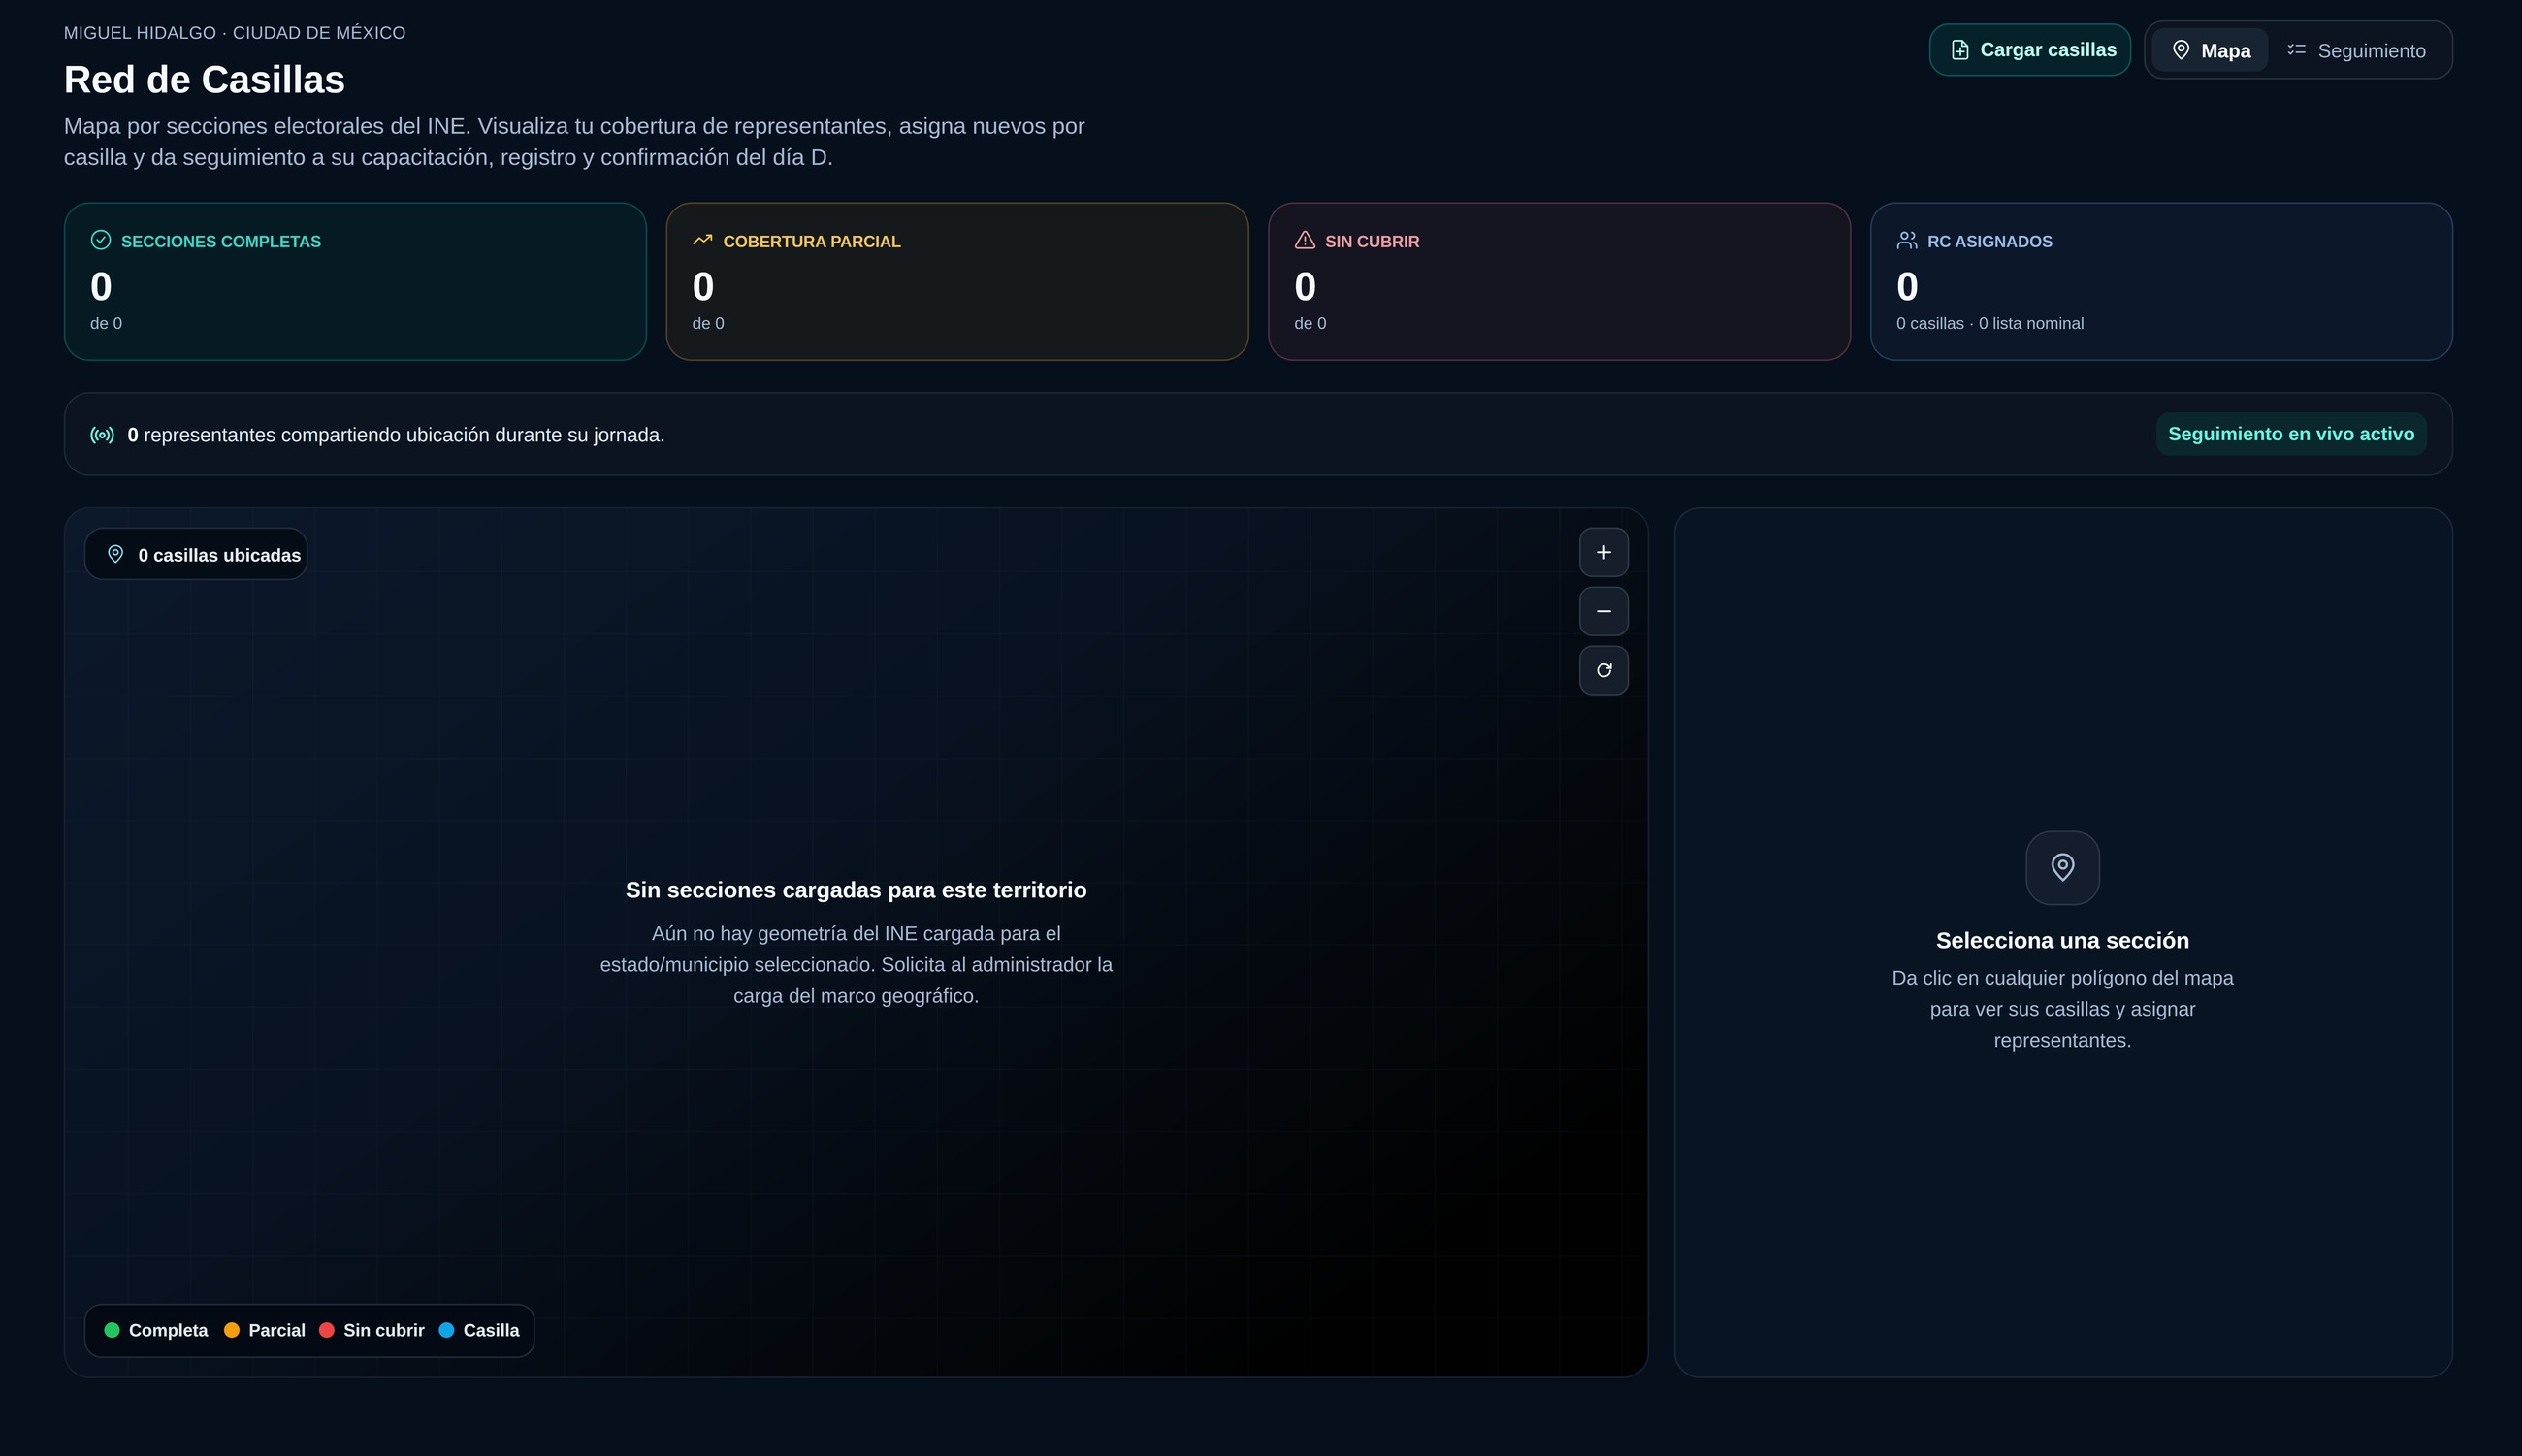 MIGUEL HIDALGO · CIUDAD DE MÉXICO
Red de Casillas
Mapa por secciones electorales del INE. Visualiza tu cobertura de representantes, asigna nuevos por
casilla y da seguimiento a su capacitación, registro y confirmación del día D.
Cargar casillas
Mapa
Seguimiento
SECCIONES COMPLETAS
0
de 0
COBERTURA PARCIAL
0
de 0
SIN CUBRIR
0
de 0
RC ASIGNADOS
0
0 casillas · 0 lista nominal
0 representantes compartiendo ubicación durante su jornada.
Seguimiento en vivo activo
0 casillas ubicadas
Sin secciones cargadas para este territorio
Aún no hay geometría del INE cargada para el
estado/municipio seleccionado. Solicita al administrador la
carga del marco geográfico.
Completa
Parcial
Sin cubrir
Casilla
Selecciona una sección
Da clic en cualquier polígono del mapa
para ver sus casillas y asignar
representantes.